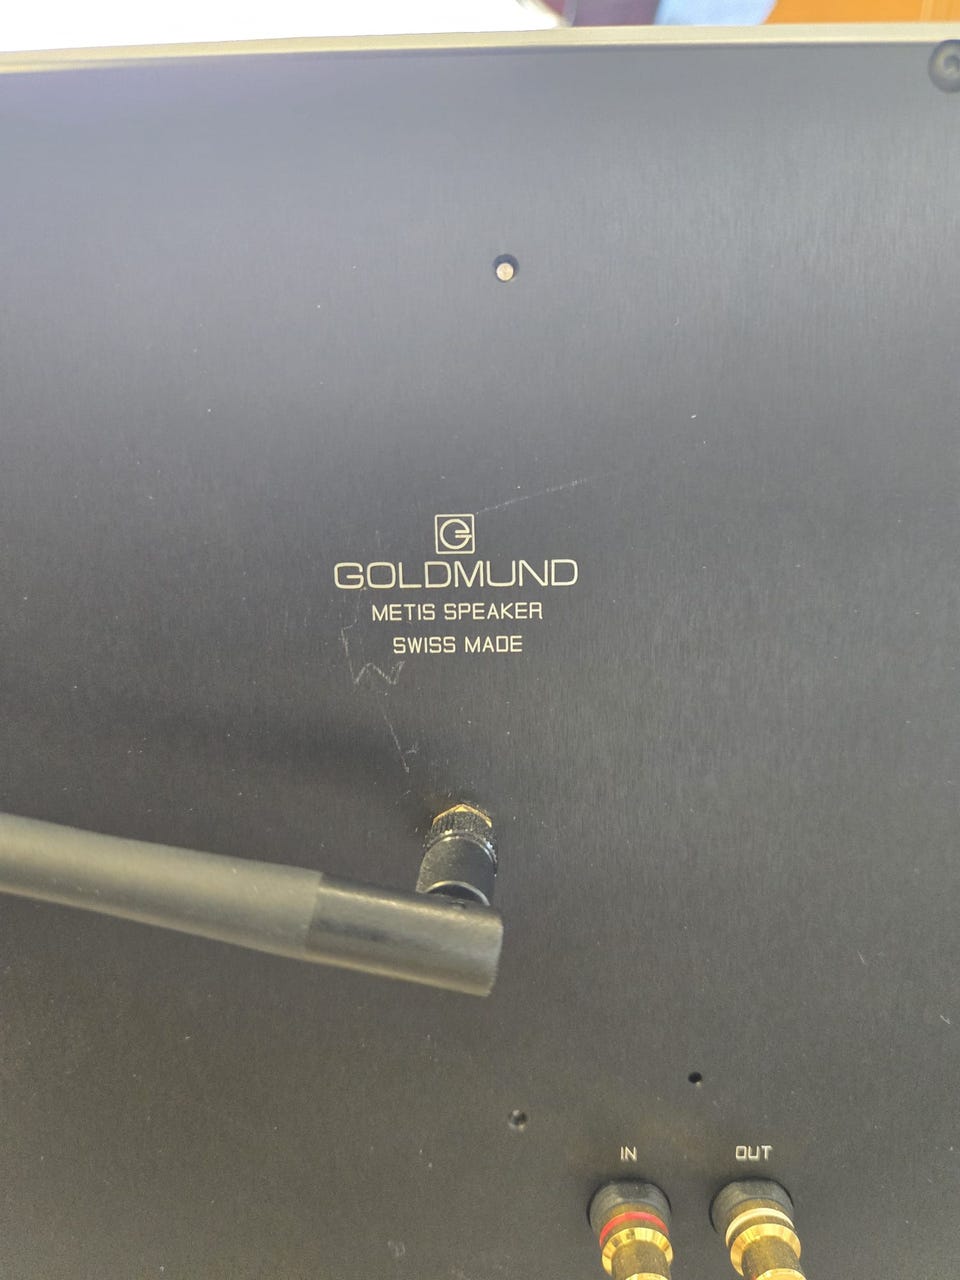 GOLDMUND
METIS SPEAKER
SWISS MADE
IN OUT